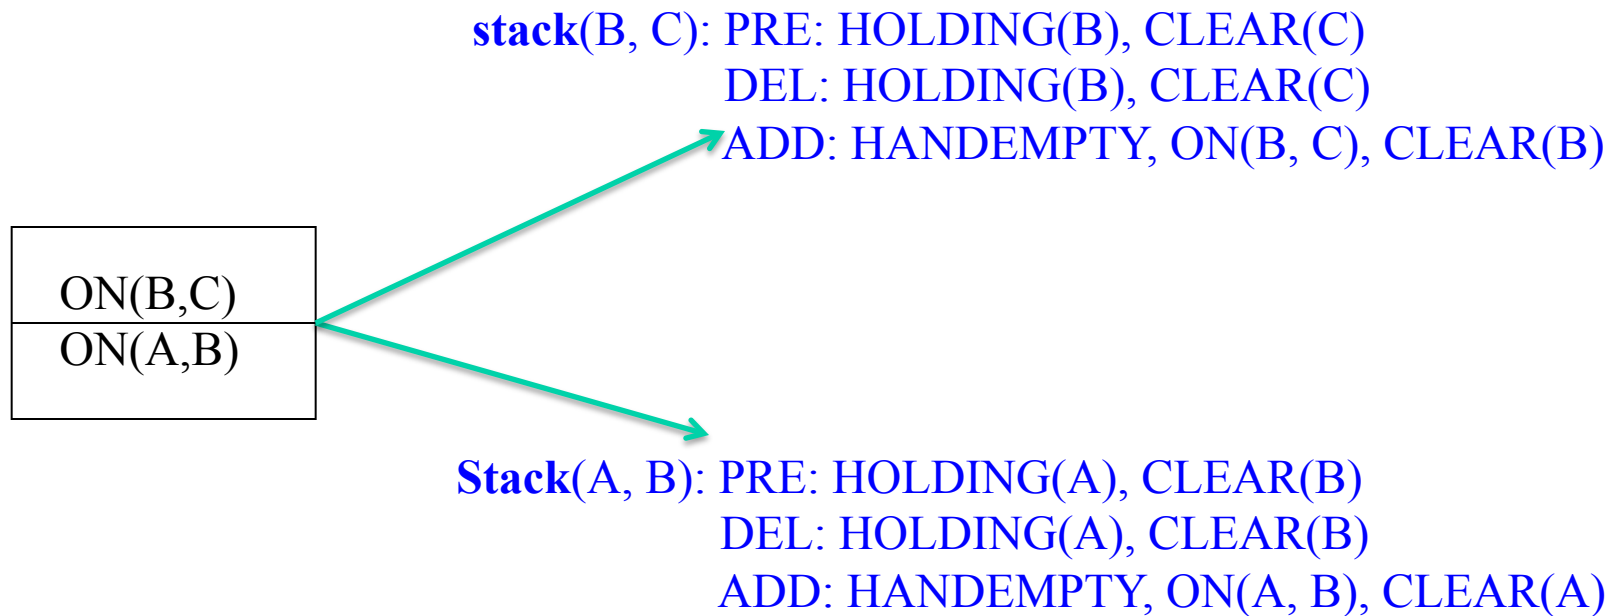 stack(B, C): PRE: HOLDING(B), CLEAR(C)
DEL: HOLDING(B), CLEAR(C)
ADD: HANDEMPTY, ON(B, C), CLEAR(B)
ON(B,C)
ON(A,B)
Stack(A, B): PRE: HOLDING(A), CLEAR(B)
DEL: HOLDING(A), CLEAR(B)
ADD: HANDEMPTY, ON(A, B), CLEAR(A)